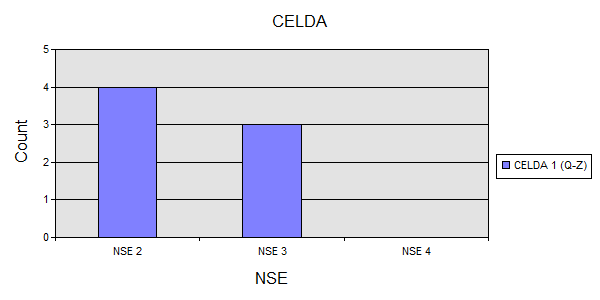 CELDA
5
4
3
2
1
0
Count
NSE 2
NSE 3
NSE 4
NSE
CELDA 1 (Q-Z)